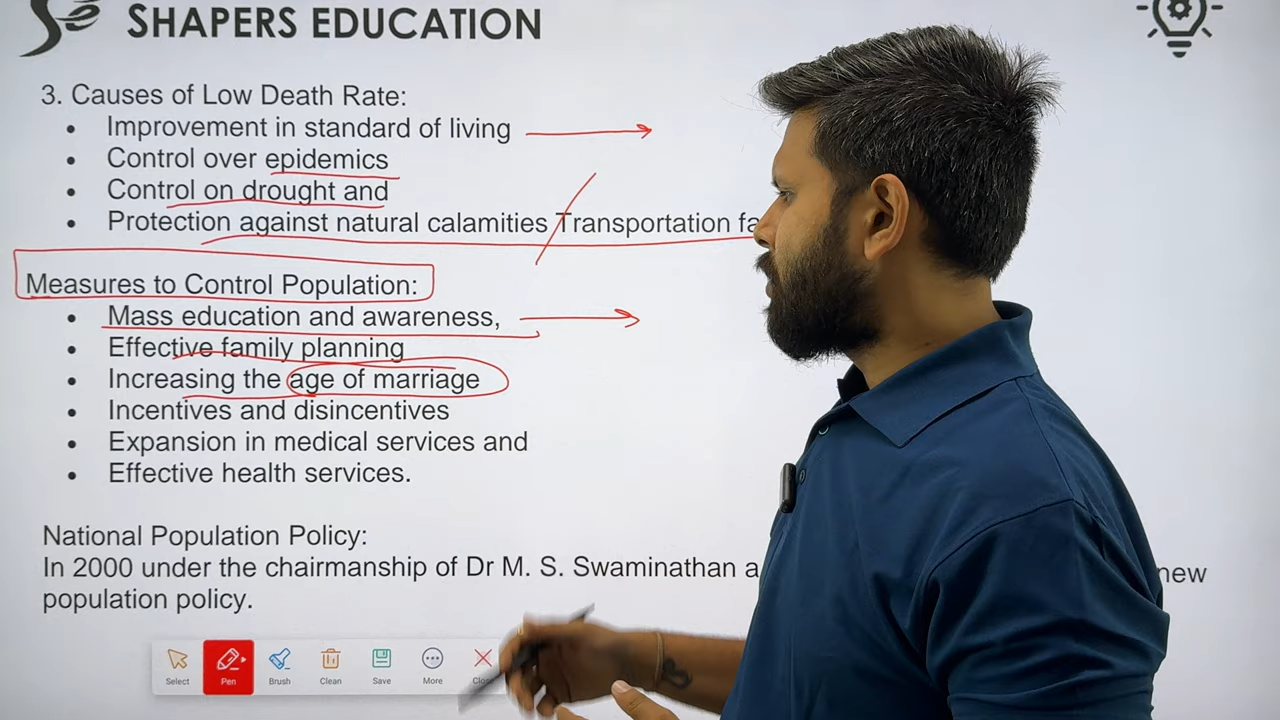 SHAPERS EDUCATION
3. Causes of Low Death Rate:
• Improvement in standard of living
• Control over epidemics
• Control on drought and
• Protection against natural calamities Transportation
Measures to Control Population:
• Mass education and awareness,
• Effective family planning
• Increasing the age of marriage
• Incentives and disincentives
• Expansion in medical services and
• Effective health services.
National Population Policy:
In 2000 under the chairmanship of Dr M. S. Swaminathan new
population policy.
Select Pen Brush Clean Save More